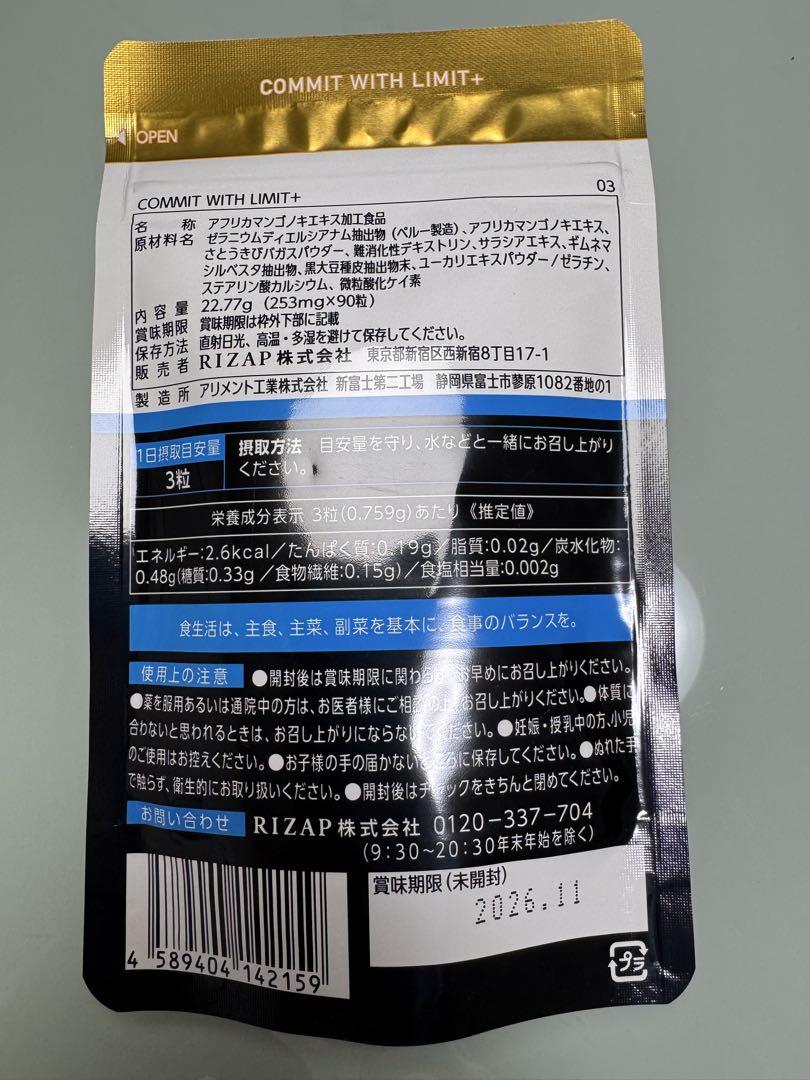 COMMIT WITH LIMIT+
OPEN
COMMIT WITH LIMIT+ 03
名 称 アフリカマンゴノキエキス加工食品
原材料名 ゼラニウムディエルシアナム抽出物（ペルー製造）、アフリカマンゴノキエキス、
さとうきびバガスパウダー、難消化性デキストリン、サラシアエキス、ギムネマ
シルベスタ抽出物、黒大豆種皮抽出物末、ユーカリエキスパウダー／ゼラチン、
ステアリン酸カルシウム、微粒酸化ケイ素
内容量 22.77g（253mg×90粒）
賞味期限 賞味期限は枠外下部に記載
保存方法 直射日光、高温・多湿を避けて保存してください。
販売者 RIZAP株式会社 東京都新宿区西新宿8丁目17-1
製造所 アリメント工業株式会社 新富士第二工場 静岡県富士市蓼原1082番地の1
1日摂取目安量 摂取方法 目安量を守り、水などと一緒にお召し上がり
3粒 ください。
栄養成分表示 3粒(0.759g)あたり《推定値》
エネルギー:2.6kcal／たんぱく質:0.19g／脂質:0.02g／炭水化物:
0.48g(糖質:0.33g／食物繊維:0.15g)／食塩相当量:0.002g
食生活は、主食、主菜、副菜を基本に、食事のバランスを。
使用上の注意 ●開封後は賞味期限に関わらず、お早めにお召し上がりください。
●薬を服用あるいは通院中の方は、お医者様にご相談の上、お召し上がりください。●体質に
合わないと思われるときは、お召し上がりにならないでください。●妊娠・授乳中の方、小児
のご使用はお控えください。●お子様の手の届かないところに保存してください。●ぬれた手
で触らず、衛生的にお取り扱いください。●開封後はチャックをきちんと閉めてください。
お問い合わせ RIZAP株式会社 0120-337-704
(9:30～20:30年末年始を除く)
賞味期限（未開封）
2026.11
4 589404 142159
プラ